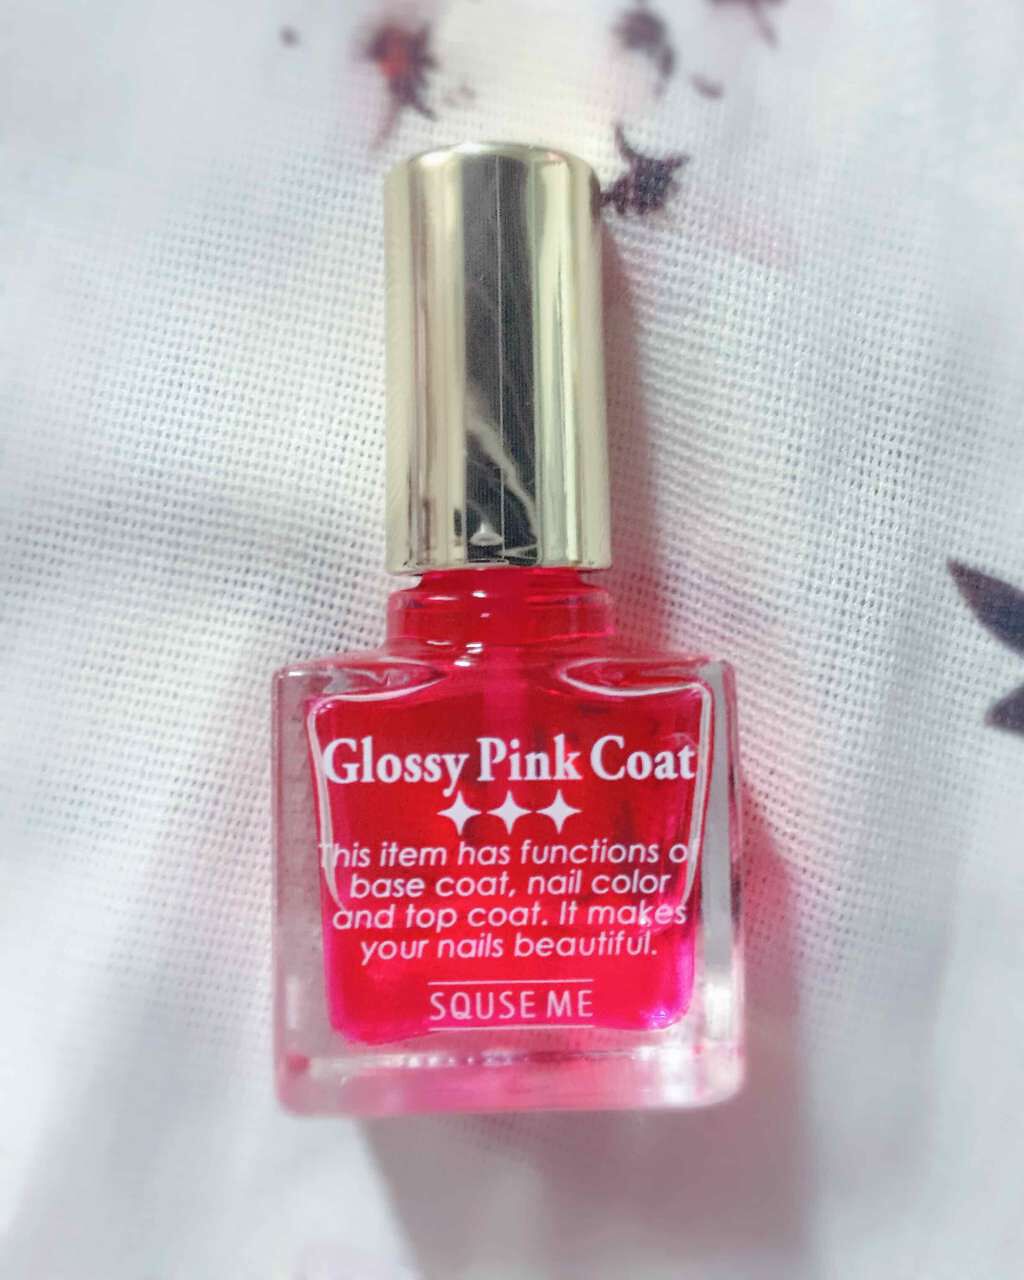 Glossy Pink Coat
This item has functions of
base coat, nail color
and top coat. It makes
your nails beautiful.
SQUSE ME